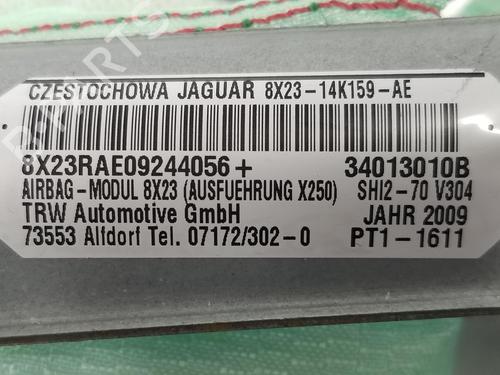 CZESTOCHOWA JAGUAR 8X23-14K159-AE
8X23RAE09244056+ 34013010B
AIRBAG-MODUL 8X23 (AUSFUEHRUNG X250) SHI2-70 V304
TRW Automotive GmbH JAHR 2009
73553 Alfdorf Tel. 07172/302-0 PT1-1611